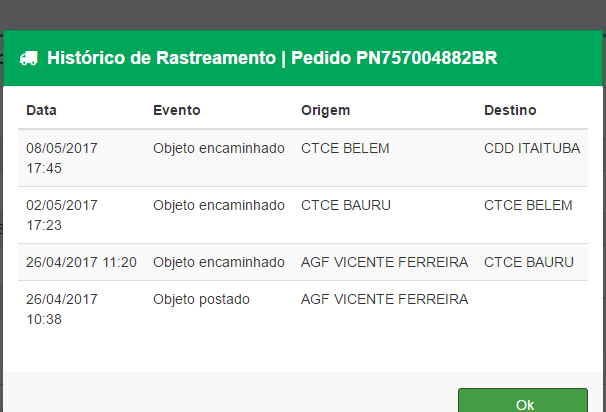 Histórico de Rastreamento | Pedido PN757004882BR
Data Evento Origem Destino
08/05/2017 Objeto encaminhado CTCE BELEM CDD ITAITUBA
17:45
02/05/2017 Objeto encaminhado CTCE BAURU CTCE BELEM
17:23
26/04/2017 11:20 Objeto encaminhado AGF VICENTE FERREIRA CTCE BAURU
26/04/2017 Objeto postado AGF VICENTE FERREIRA
10:38
Ok